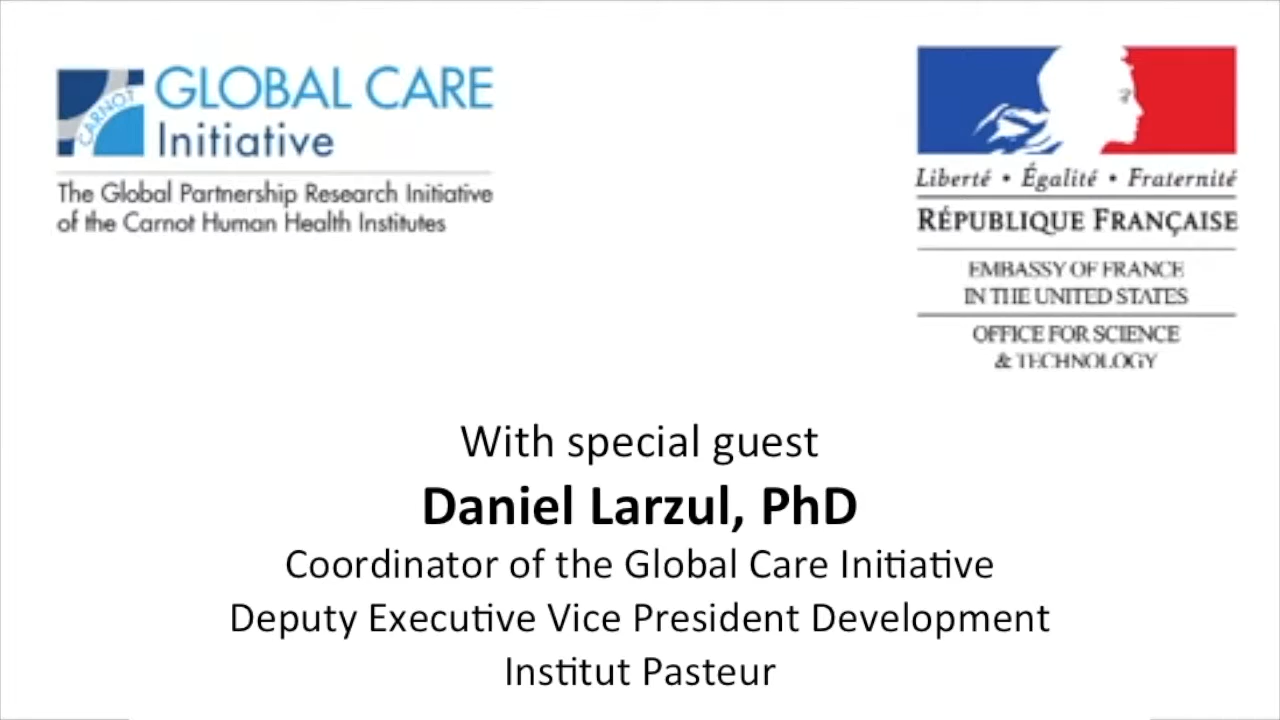 CARNOT
GLOBAL CARE
Initiative
The Global Partnership Research Initiative
of the Carnot Human Health Institutes
Liberté • Égalité • Fraternité
RÉPUBLIQUE FRANÇAISE
EMBASSY OF FRANCE
IN THE UNITED STATES
OFFICE FOR SCIENCE
& TECHNOLOGY
With special guest
Daniel Larzul, PhD
Coordinator of the Global Care Initiative
Deputy Executive Vice President Development
Institut Pasteur